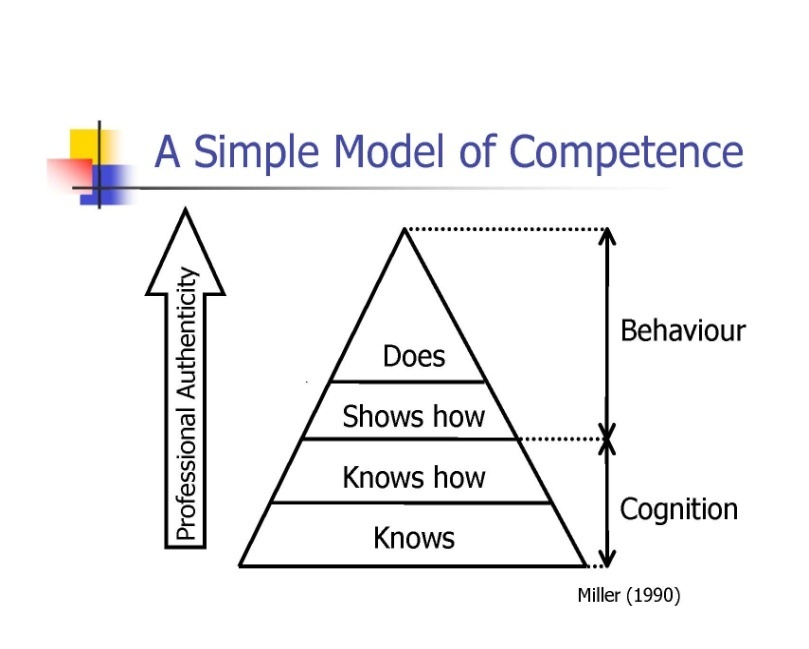 A Simple Model of Competence
Professional Authenticity
Does
Shows how
Knows how
Knows
Behaviour
Cognition
Miller (1990)